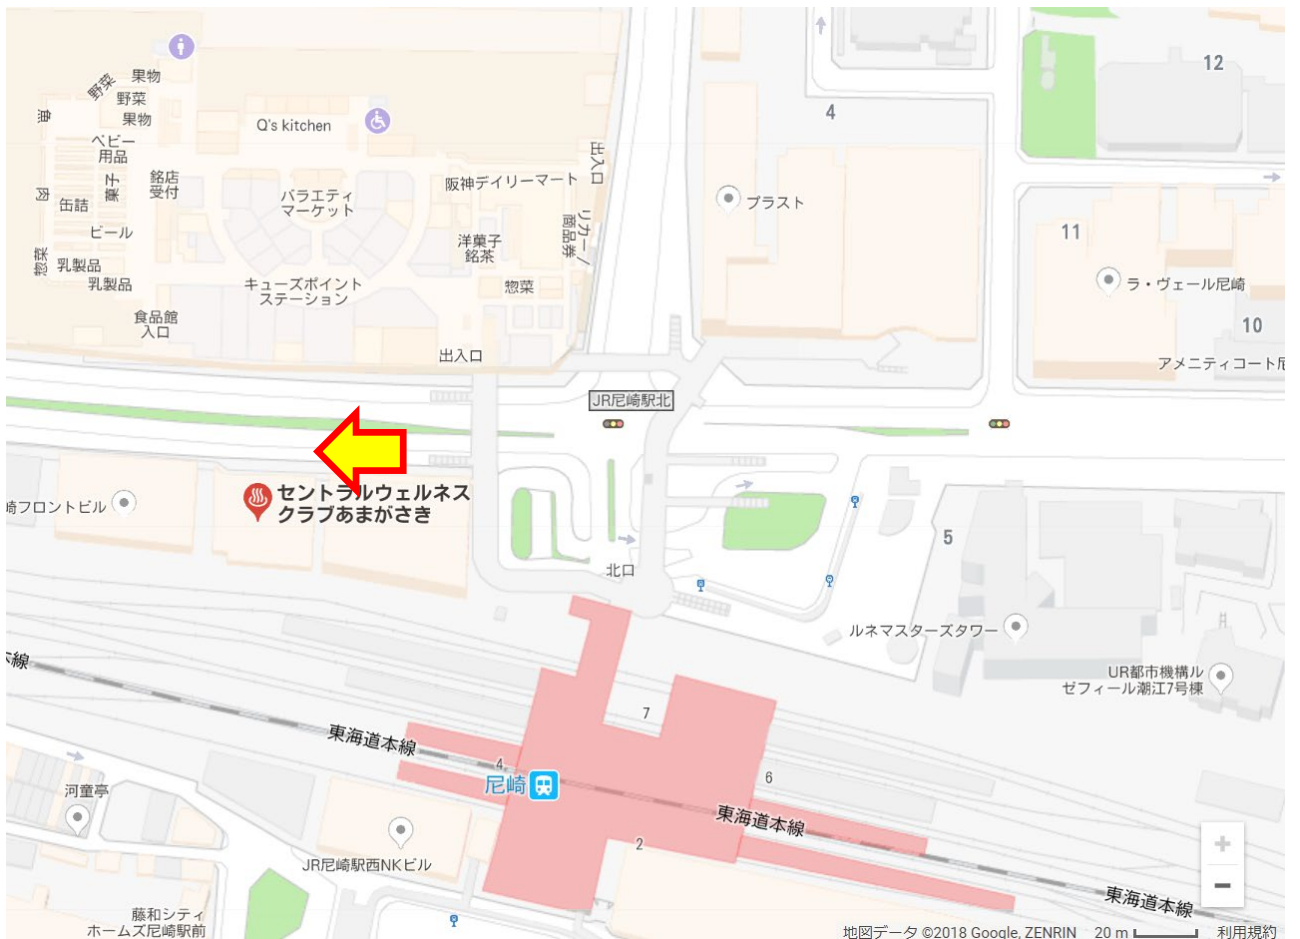 12
野菜
果物
野菜
果物
4
魚
Q's kitchen
ベビー
用品
出入口
銘店
受付
菓子
肉
缶詰
バラエティ
マーケット
阪神デイリーマート
プラスト
ビール
洋菓子
銘茶
リカー/
商品券
11
惣菜
乳製品
乳製品
キューズポイント
ステーション
惣菜
ラ・ヴェール尼崎
食品館
入口
10
出入口
アメニティコート尼
JR尼崎駅北
セントラルウェルネス
クラブあまがさき
崎フロントビル
5
北口
ルネマスターズタワー
本線
UR都市機構ル
ゼフィール潮江7号棟
7
東海道本線
4
尼崎
6
河童亭
東海道本線
2
JR尼崎駅西NKビル
東海道本線
藤和シティ
ホームズ尼崎駅前
地図データ ©2018 Google, ZENRIN 20 m 利用規約